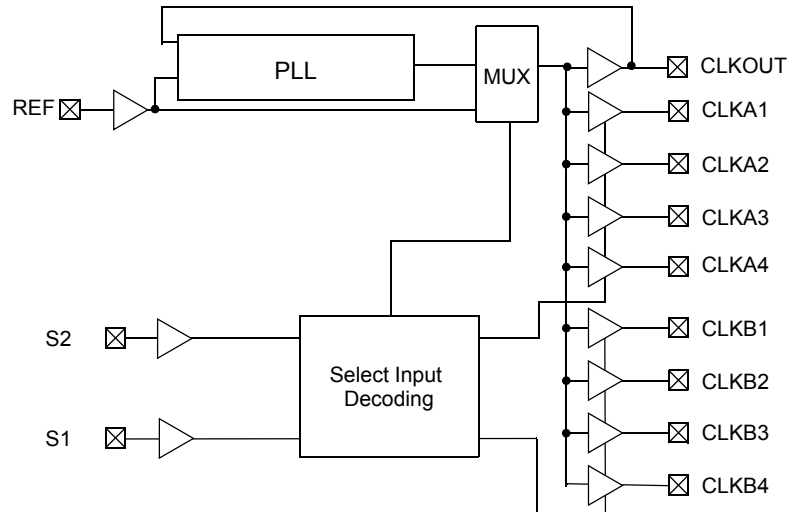 PLL
MUX
CLKOUT
REF
CLKA1
CLKA2
CLKA3
CLKA4
S2
Select Input
Decoding
CLKB1
CLKB2
S1
CLKB3
CLKB4